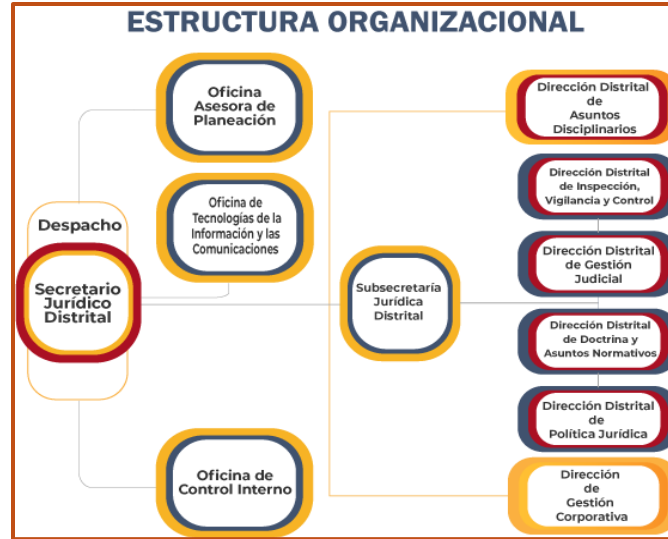 ESTRUCTURA ORGANIZACIONAL
Oficina
Asesora de
Planeación
Oficina de
Tecnologías de la
Información y las
Comunicaciones
Despacho
Secretario
Jurídico
Distrital
Oficina de
Control Interno
Subsecretaría
Jurídica
Distrital
Dirección Distrital
de
Asuntos
Disciplinarios
Dirección Distrital
de Inspección,
Vigilancia y Control
Dirección Distrital
de Gestión
Judicial
Dirección Distrital
de Doctrina y
Asuntos Normativos
Dirección Distrital
de
Política Jurídica
Dirección
de
Gestión
Corporativa